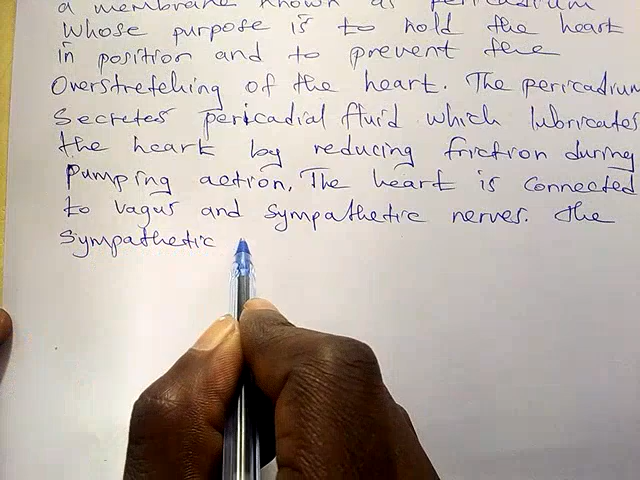 a membrane known as pericadium
whose purpose is to hold the heart
in position and to prevent the
Overstretching of the heart. The pericadium
Secretes pericadial fluid which lubricates
the heart by reducing friction during
Pumping action. The heart is connected
to vagus and sympathetic nerves. The
Sympathetic